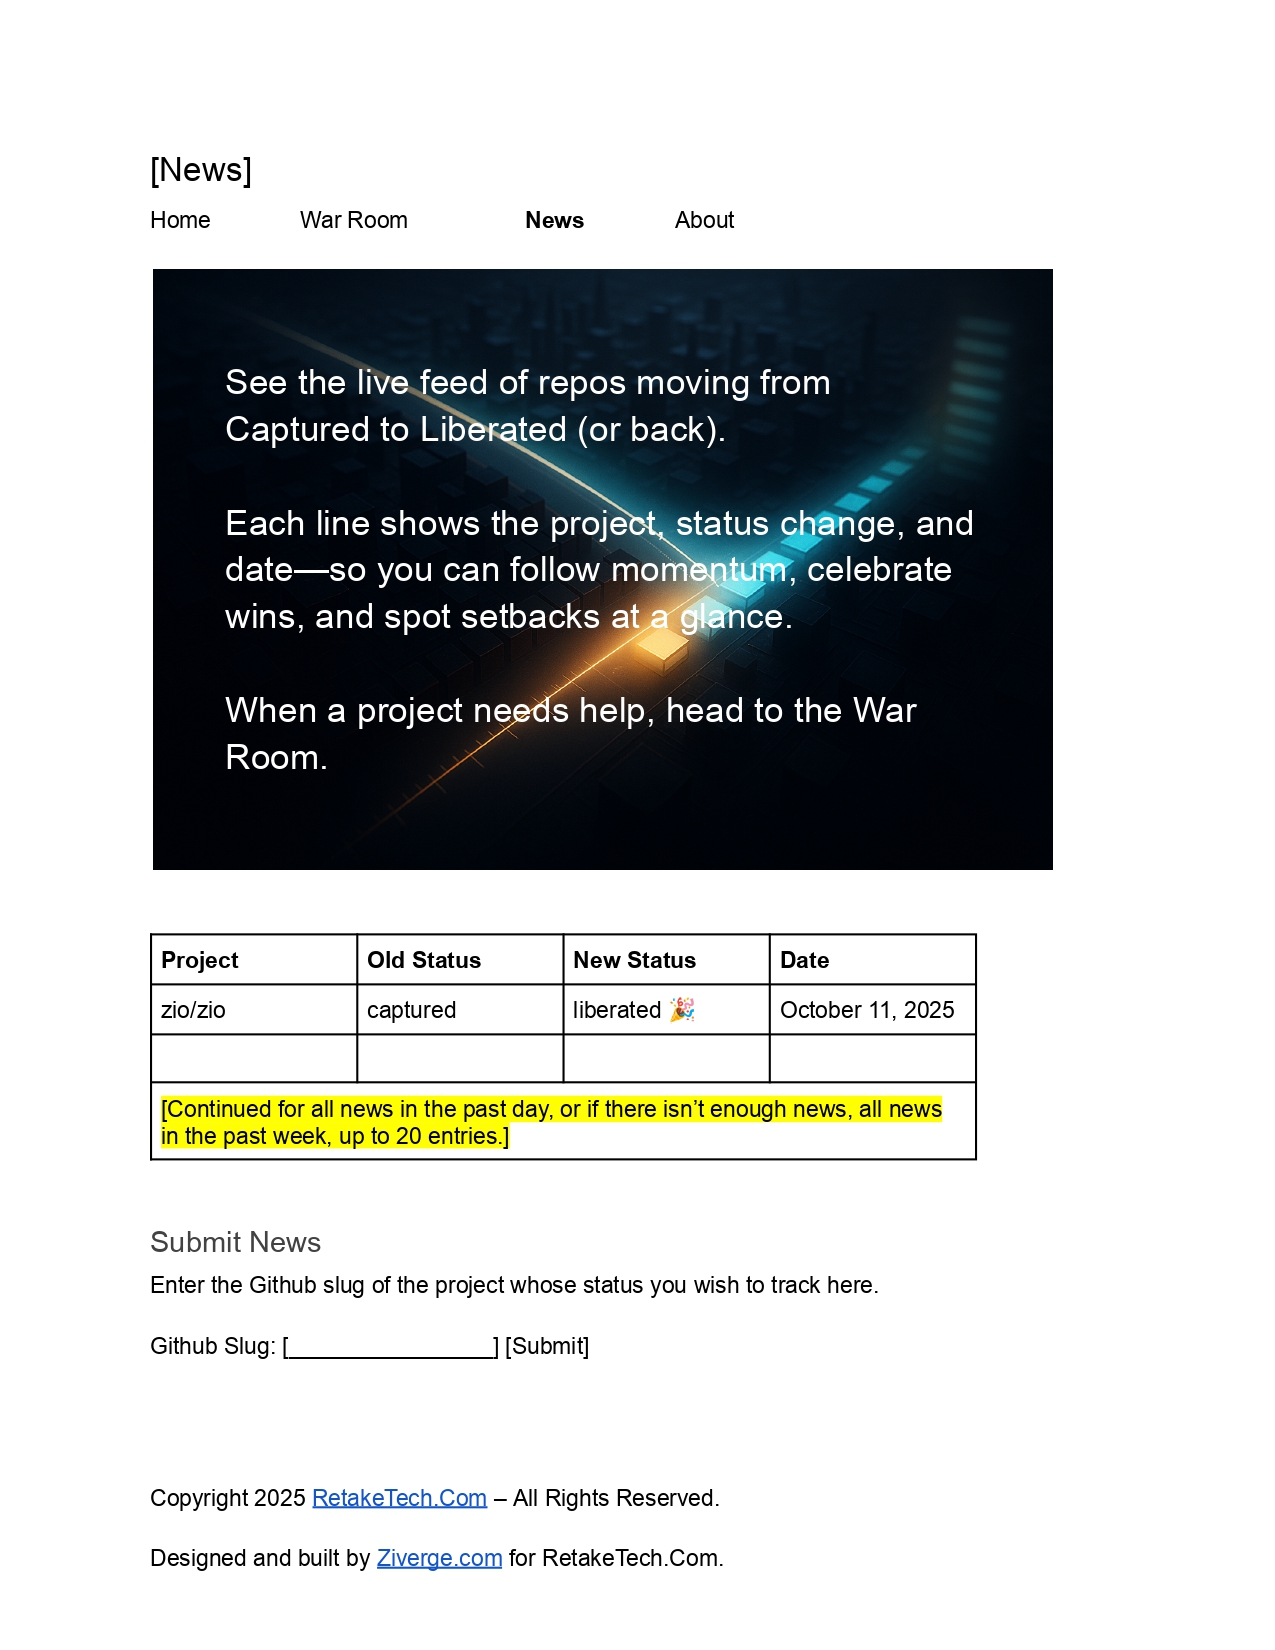 [News]
Home War Room News About
See the live feed of repos moving from
Captured to Liberated (or back).
Each line shows the project, status change, and
date—so you can follow momentum, celebrate
wins, and spot setbacks at a glance.
When a project needs help, head to the War
Room.
Project Old Status New Status Date
zio/zio captured liberated 🎉 October 11, 2025
[Continued for all news in the past day, or if there isn’t enough news, all news
in the past week, up to 20 entries.]
Submit News
Enter the Github slug of the project whose status you wish to track here.
Github Slug: [_________________] [Submit]
Copyright 2025 RetakeTech.Com – All Rights Reserved.
Designed and built by Ziverge.com for RetakeTech.Com.